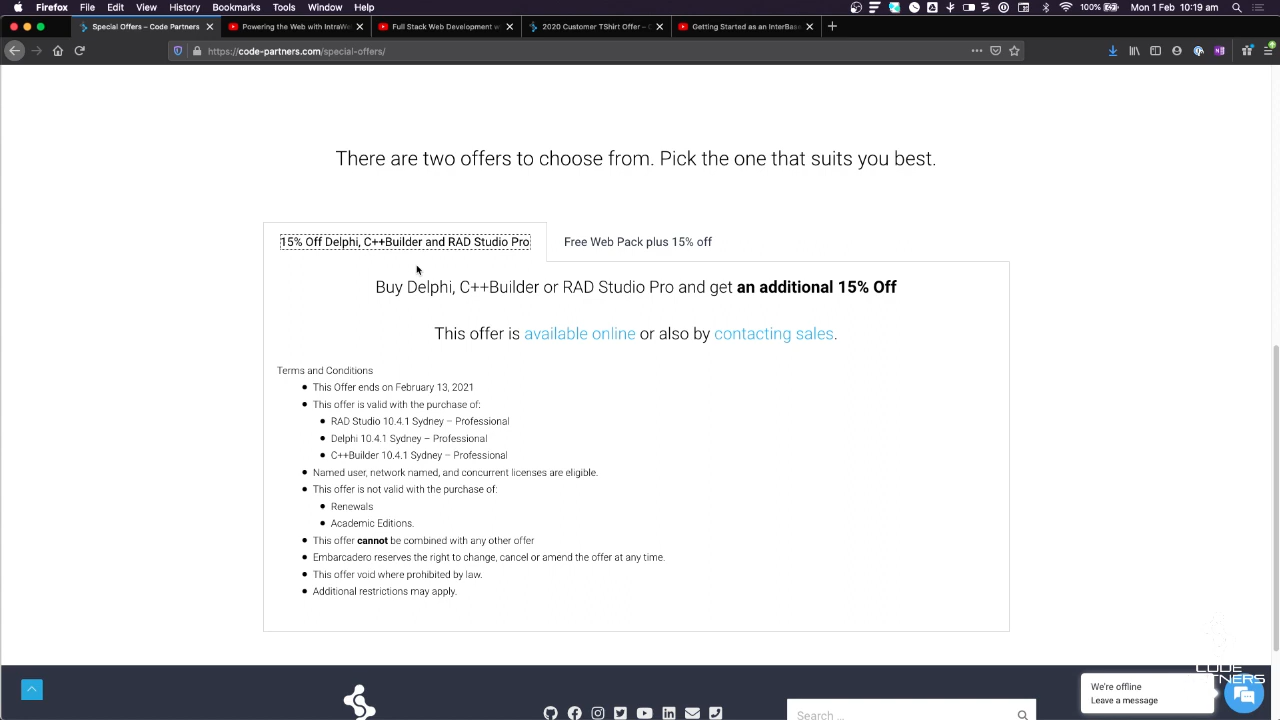 Firefox File Edit View History Bookmarks Tools Window Help 100% Mon 1 Feb 10:19 am
Special Offers – Code Partners Powering the Web with IntraWe Full Stack Web Development w 2020 Customer TShirt Offer – Getting Started as an InterBase
https://code-partners.com/special-offers/
There are two offers to choose from. Pick the one that suits you best.
15% Off Delphi, C++Builder and RAD Studio Pro Free Web Pack plus 15% off
Buy Delphi, C++Builder or RAD Studio Pro and get an additional 15% Off
This offer is available online or also by contacting sales.
Terms and Conditions
This Offer ends on February 13, 2021
This offer is valid with the purchase of:
RAD Studio 10.4.1 Sydney – Professional
Delphi 10.4.1 Sydney – Professional
C++Builder 10.4.1 Sydney – Professional
Named user, network named, and concurrent licenses are eligible.
This offer is not valid with the purchase of:
Renewals
Academic Editions.
This offer cannot be combined with any other offer
Embarcadero reserves the right to change, cancel or amend the offer at any time.
This offer void where prohibited by law.
Additional restrictions may apply.
We're offline
Leave a message
Search ...